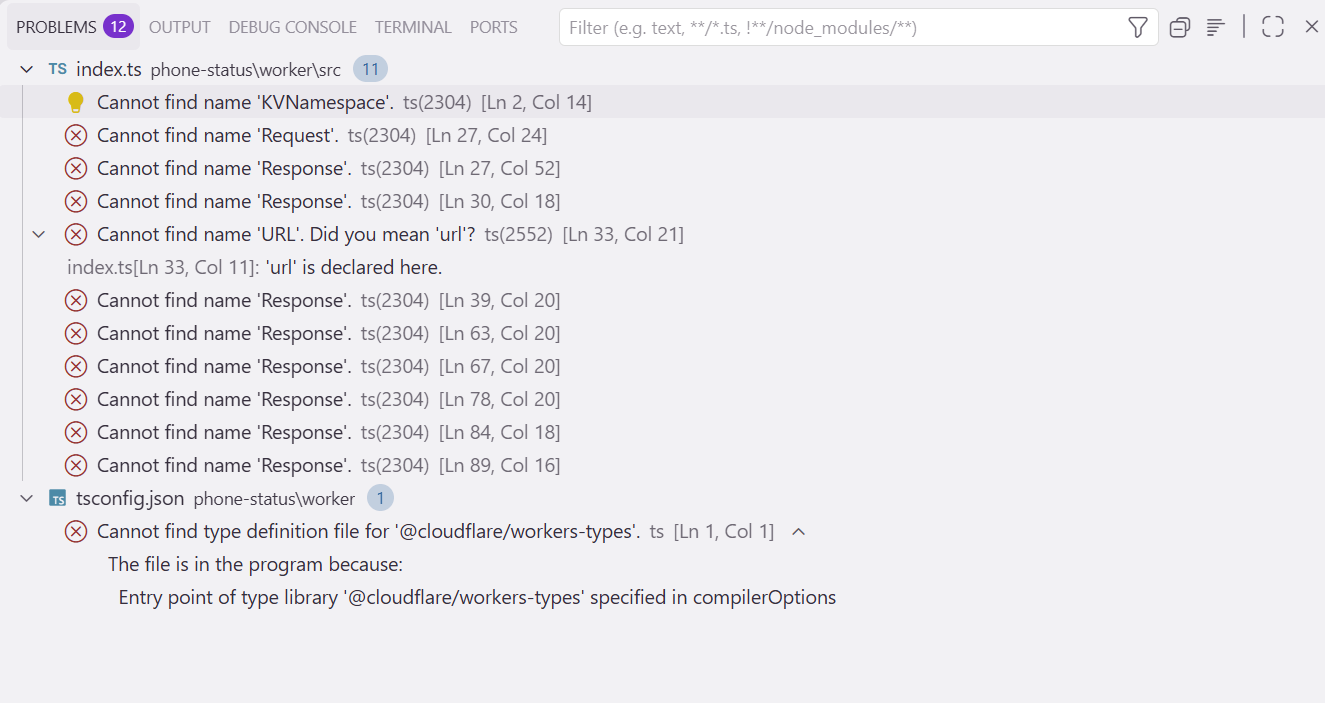 PROBLEMS 12 OUTPUT DEBUG CONSOLE TERMINAL PORTS Filter (e.g. text, **/*.ts, !**/node_modules/**)
TS index.ts phone-status\worker\src 11
Cannot find name 'KVNamespace'. ts(2304) [Ln 2, Col 14]
Cannot find name 'Request'. ts(2304) [Ln 27, Col 24]
Cannot find name 'Response'. ts(2304) [Ln 27, Col 52]
Cannot find name 'Response'. ts(2304) [Ln 30, Col 18]
Cannot find name 'URL'. Did you mean 'url'? ts(2552) [Ln 33, Col 21]
index.ts[Ln 33, Col 11]: 'url' is declared here.
Cannot find name 'Response'. ts(2304) [Ln 39, Col 20]
Cannot find name 'Response'. ts(2304) [Ln 63, Col 20]
Cannot find name 'Response'. ts(2304) [Ln 67, Col 20]
Cannot find name 'Response'. ts(2304) [Ln 78, Col 20]
Cannot find name 'Response'. ts(2304) [Ln 84, Col 18]
Cannot find name 'Response'. ts(2304) [Ln 89, Col 16]
TS tsconfig.json phone-status\worker 1
Cannot find type definition file for '@cloudflare/workers-types'. ts [Ln 1, Col 1]
The file is in the program because:
Entry point of type library '@cloudflare/workers-types' specified in compilerOptions